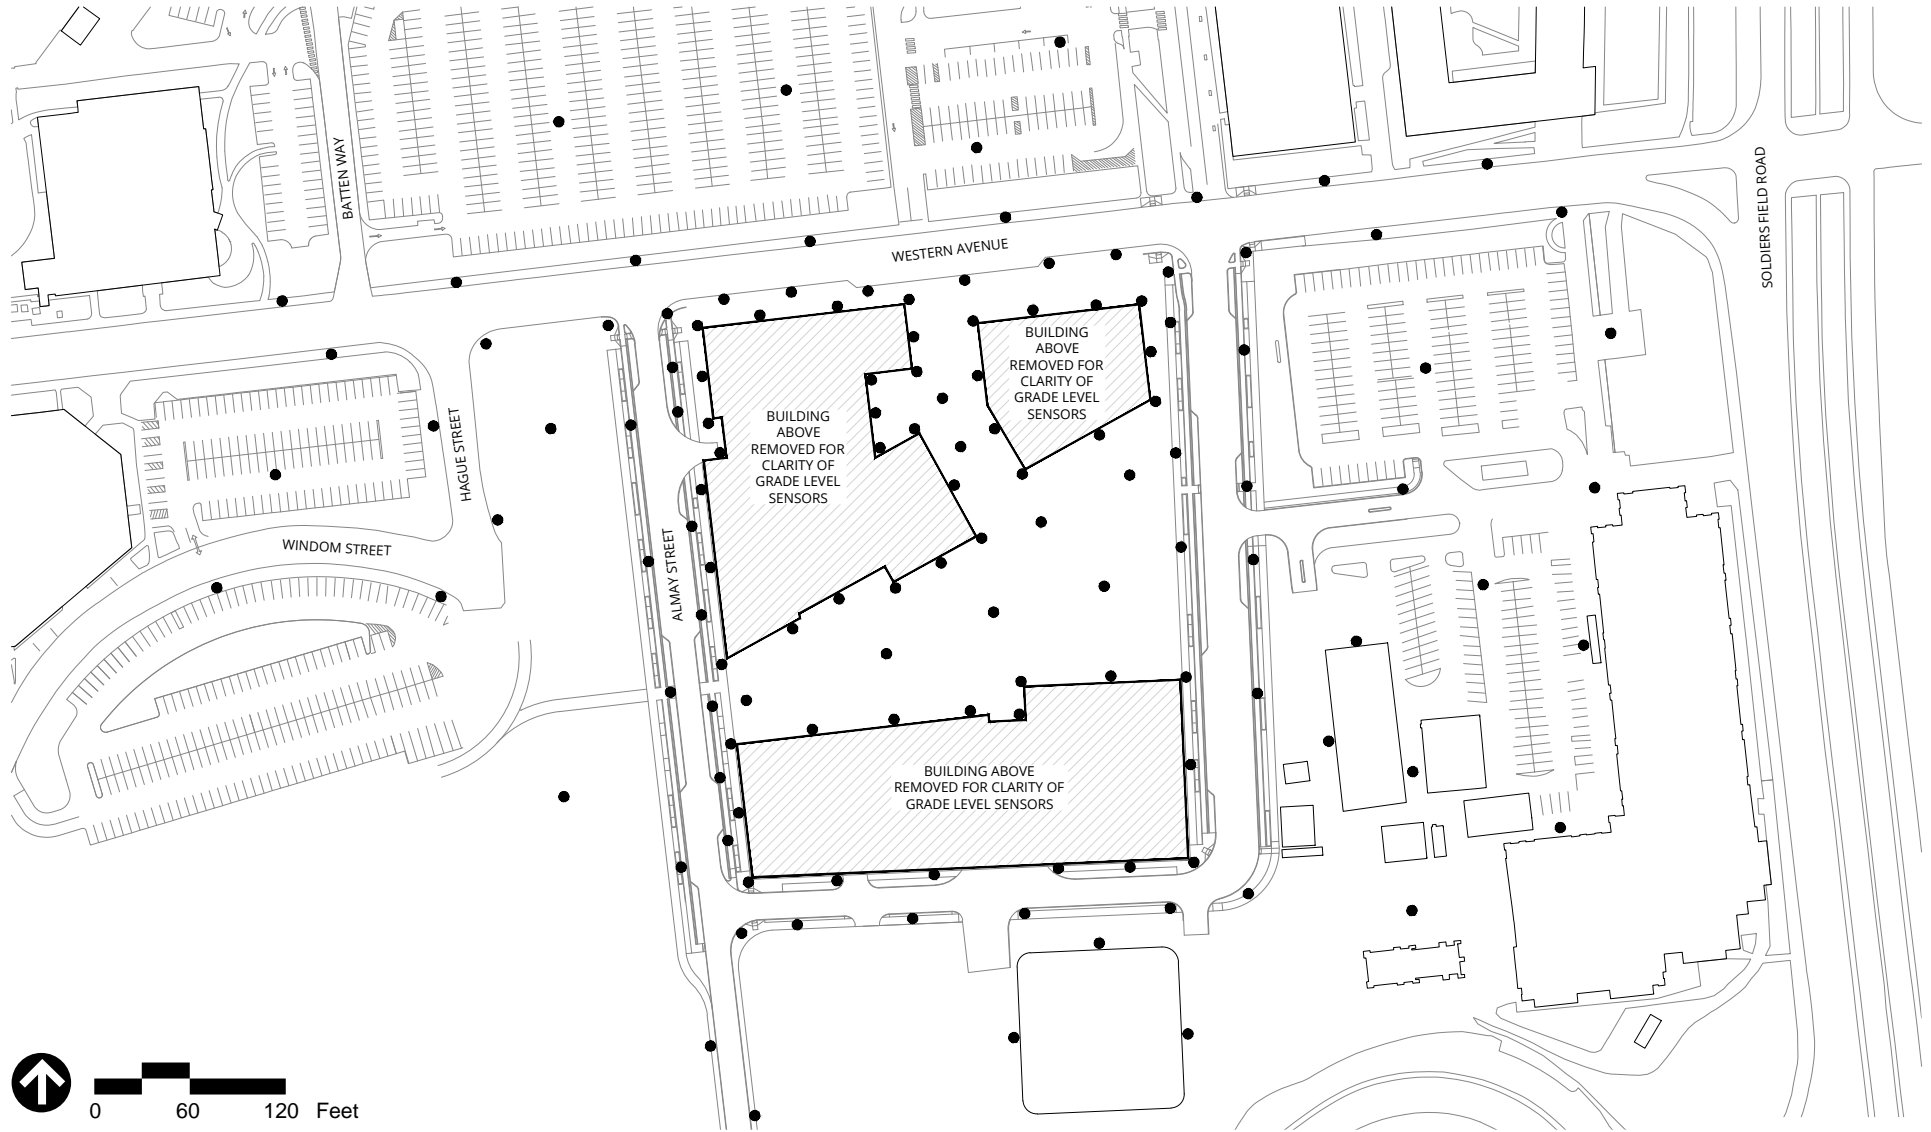 BATTEN WAY
SOLDIERS FIELD ROAD
WESTERN AVENUE
BUILDING
ABOVE
REMOVED FOR
CLARITY OF
GRADE LEVEL
SENSORS
BUILDING
ABOVE
REMOVED FOR
CLARITY OF
GRADE LEVEL
SENSORS
HAGUE STREET
WINDOM STREET
ALMAY STREET
BUILDING ABOVE
REMOVED FOR CLARITY OF
GRADE LEVEL SENSORS
0 60 120 Feet